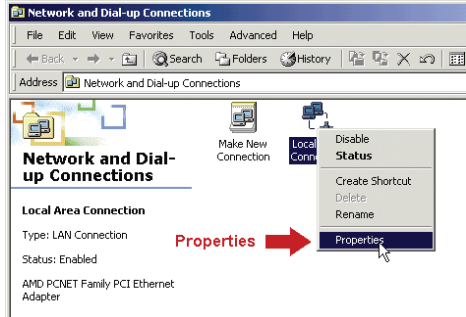 Network and Dial-up Connections
File Edit View Favorites Tools Advanced Help
Back Search Folders History
Address Network and Dial-up Connections
Network and Dial-
up Connections
Local Area Connection
Type: LAN Connection
Status: Enabled
AMD PCNET Family PCI Ethernet
Adapter
Make New
Connection
Local
Conn
Disable
Status
Create Shortcut
Delete
Rename
Properties
Properties